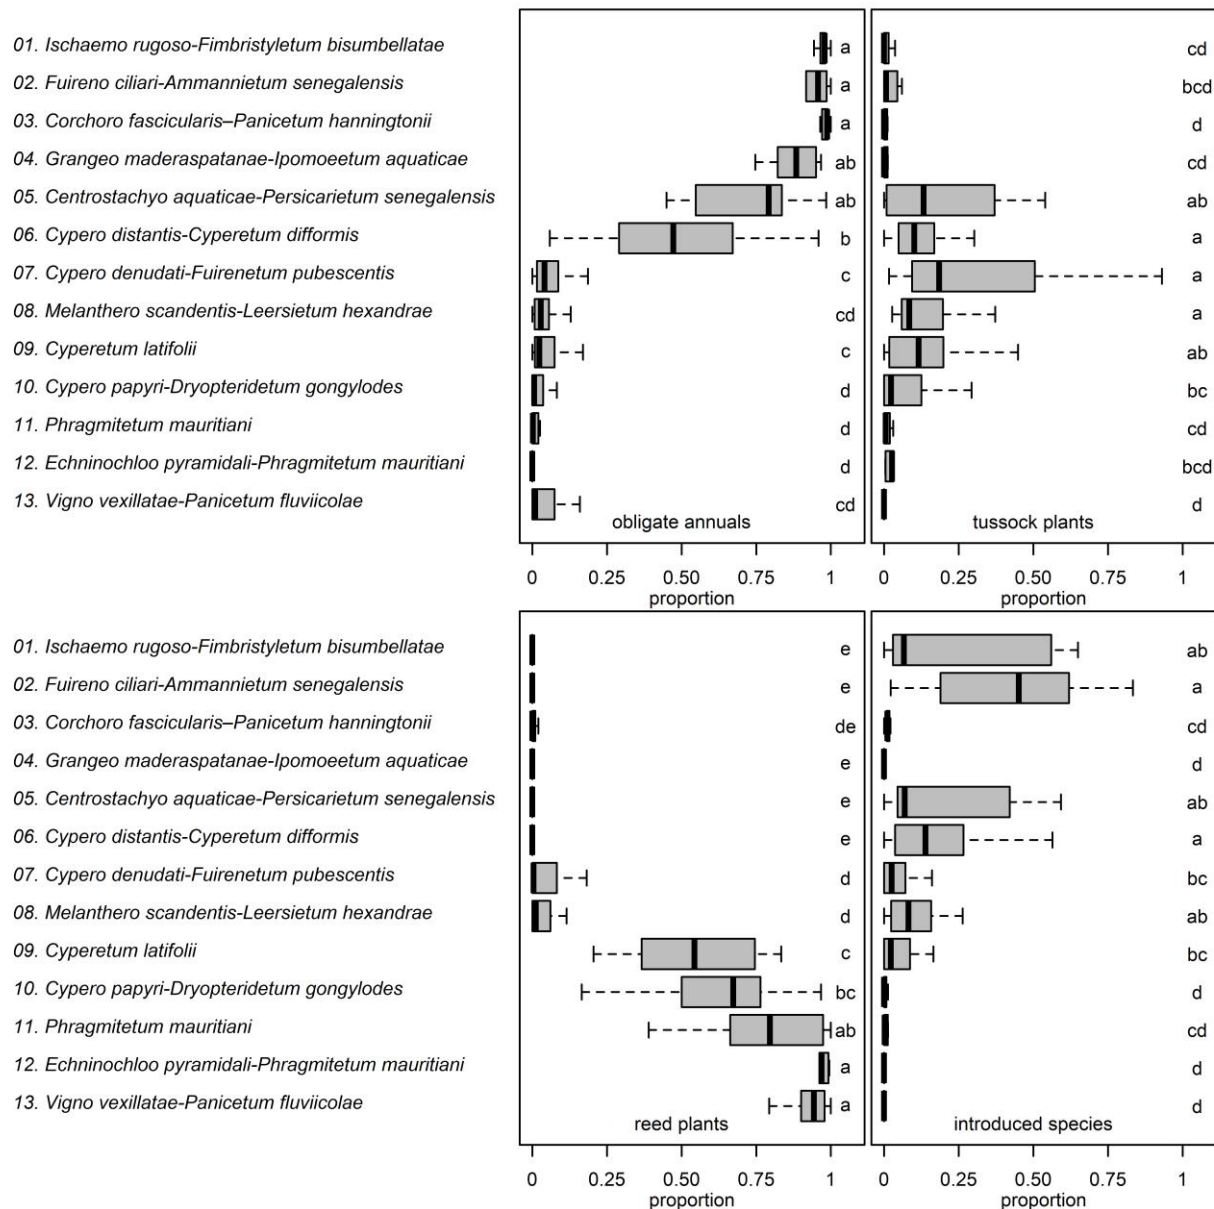 01. Ischaemo rugoso-Fimbristyletum bisumbellatae a cd
02. Fuireno ciliari-Ammannietum senegalensis a bcd
03. Corchoro fascicularis–Panicetum hanningtonii a d
04. Grangeo maderaspatanae-Ipomoeetum aquaticae ab cd
05. Centrostachyo aquaticae-Persicarietum senegalensis ab ab
06. Cypero distantis-Cyperetum difformis b a
07. Cypero denudati-Fuirenetum pubescentis c a
08. Melanthero scandentis-Leersietum hexandrae cd a
09. Cyperetum latifolii c ab
10. Cypero papyri-Dryopteridetum gongylodes d bc
11. Phragmitetum mauritiani d cd
12. Echninochloo pyramidali-Phragmitetum mauritiani d bcd
13. Vigno vexillatae-Panicetum fluviicolae cd d
obligate annuals tussock plants
0 0.25 0.50 0.75 1 0 0.25 0.50 0.75 1
proportion proportion
01. Ischaemo rugoso-Fimbristyletum bisumbellatae e ab
02. Fuireno ciliari-Ammannietum senegalensis e a
03. Corchoro fascicularis–Panicetum hanningtonii de cd
04. Grangeo maderaspatanae-Ipomoeetum aquaticae e d
05. Centrostachyo aquaticae-Persicarietum senegalensis e ab
06. Cypero distantis-Cyperetum difformis e a
07. Cypero denudati-Fuirenetum pubescentis d bc
08. Melanthero scandentis-Leersietum hexandrae d ab
09. Cyperetum latifolii c bc
10. Cypero papyri-Dryopteridetum gongylodes bc d
11. Phragmitetum mauritiani ab cd
12. Echninochloo pyramidali-Phragmitetum mauritiani a d
13. Vigno vexillatae-Panicetum fluviicolae a d
reed plants introduced species
0 0.25 0.50 0.75 1 0 0.25 0.50 0.75 1
proportion proportion